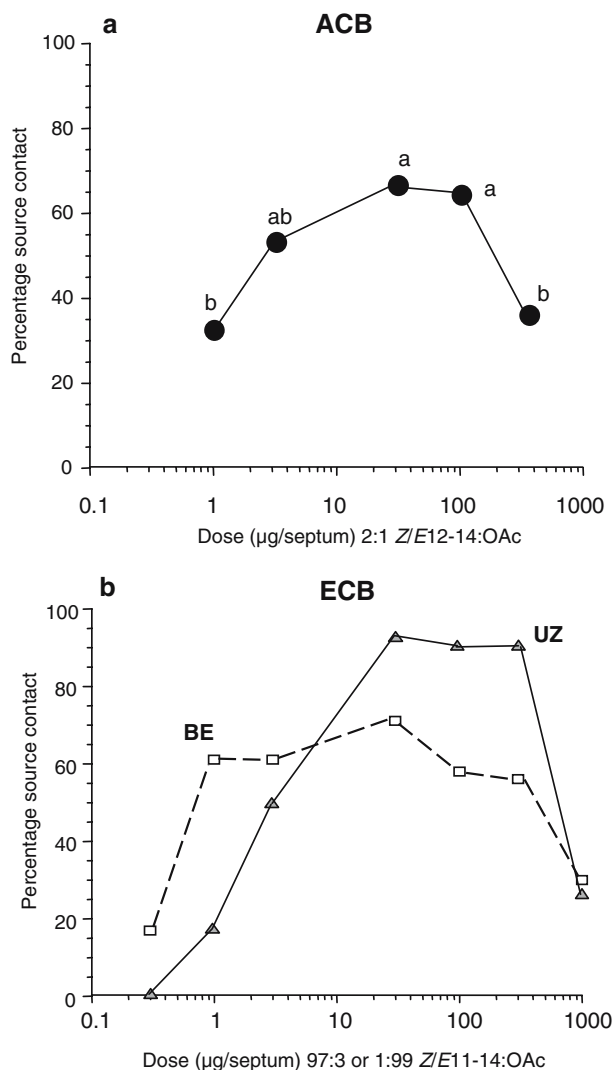 a ACB
100
80
60
40
20
0
Percentage source contact
b
ab
a
a
b
0.1 1 10 100 1000
Dose (µg/septum) 2:1 Z/E12-14:OAc
b ECB
100
90
80
60
40
20
0
Percentage source contact
BE
UZ
0.1 1 10 100 1000
Dose (µg/septum) 97:3 or 1:99 Z/E11-14:OAc